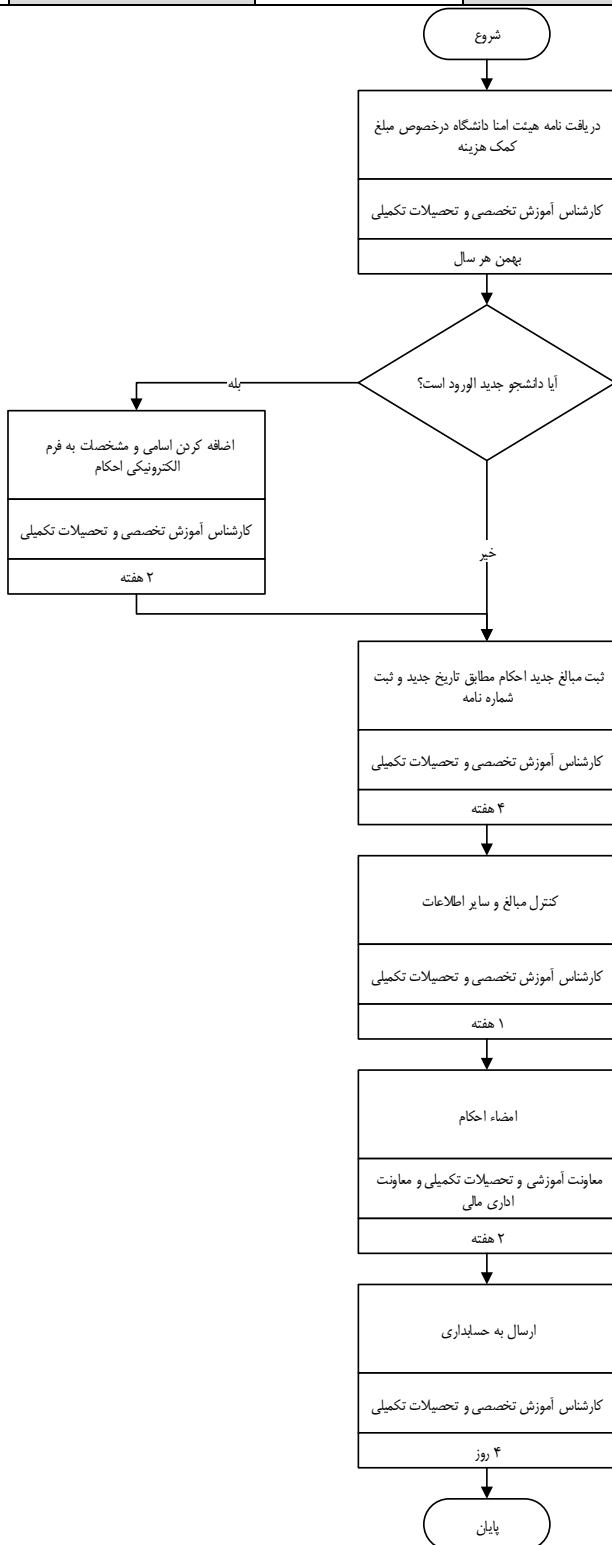 شروع
دریافت نامه هیئت امنا دانشگاه درخصوص مبلغ
کمک هزینه
کارشناس آموزش تخصصی و تحصیلات تکمیلی
بهمن هر سال
آیا دانشجو جدید الورود است؟
بله
اضافه کردن اسامی و مشخصات به فرم
الکترونیکی احکام
کارشناس آموزش تخصصی و تحصیلات تکمیلی
۲ هفته
خیر
ثبت مبالغ جدید احکام مطابق تاریخ جدید و ثبت
شماره نامه
کارشناس آموزش تخصصی و تحصیلات تکمیلی
۴ هفته
کنترل مبالغ و سایر اطلاعات
کارشناس آموزش تخصصی و تحصیلات تکمیلی
۱ هفته
امضاء احکام
معاونت آموزشی و تحصیلات تکمیلی و معاونت
اداری مالی
۲ هفته
ارسال به حسابداری
کارشناس آموزش تخصصی و تحصیلات تکمیلی
۴ روز
پایان